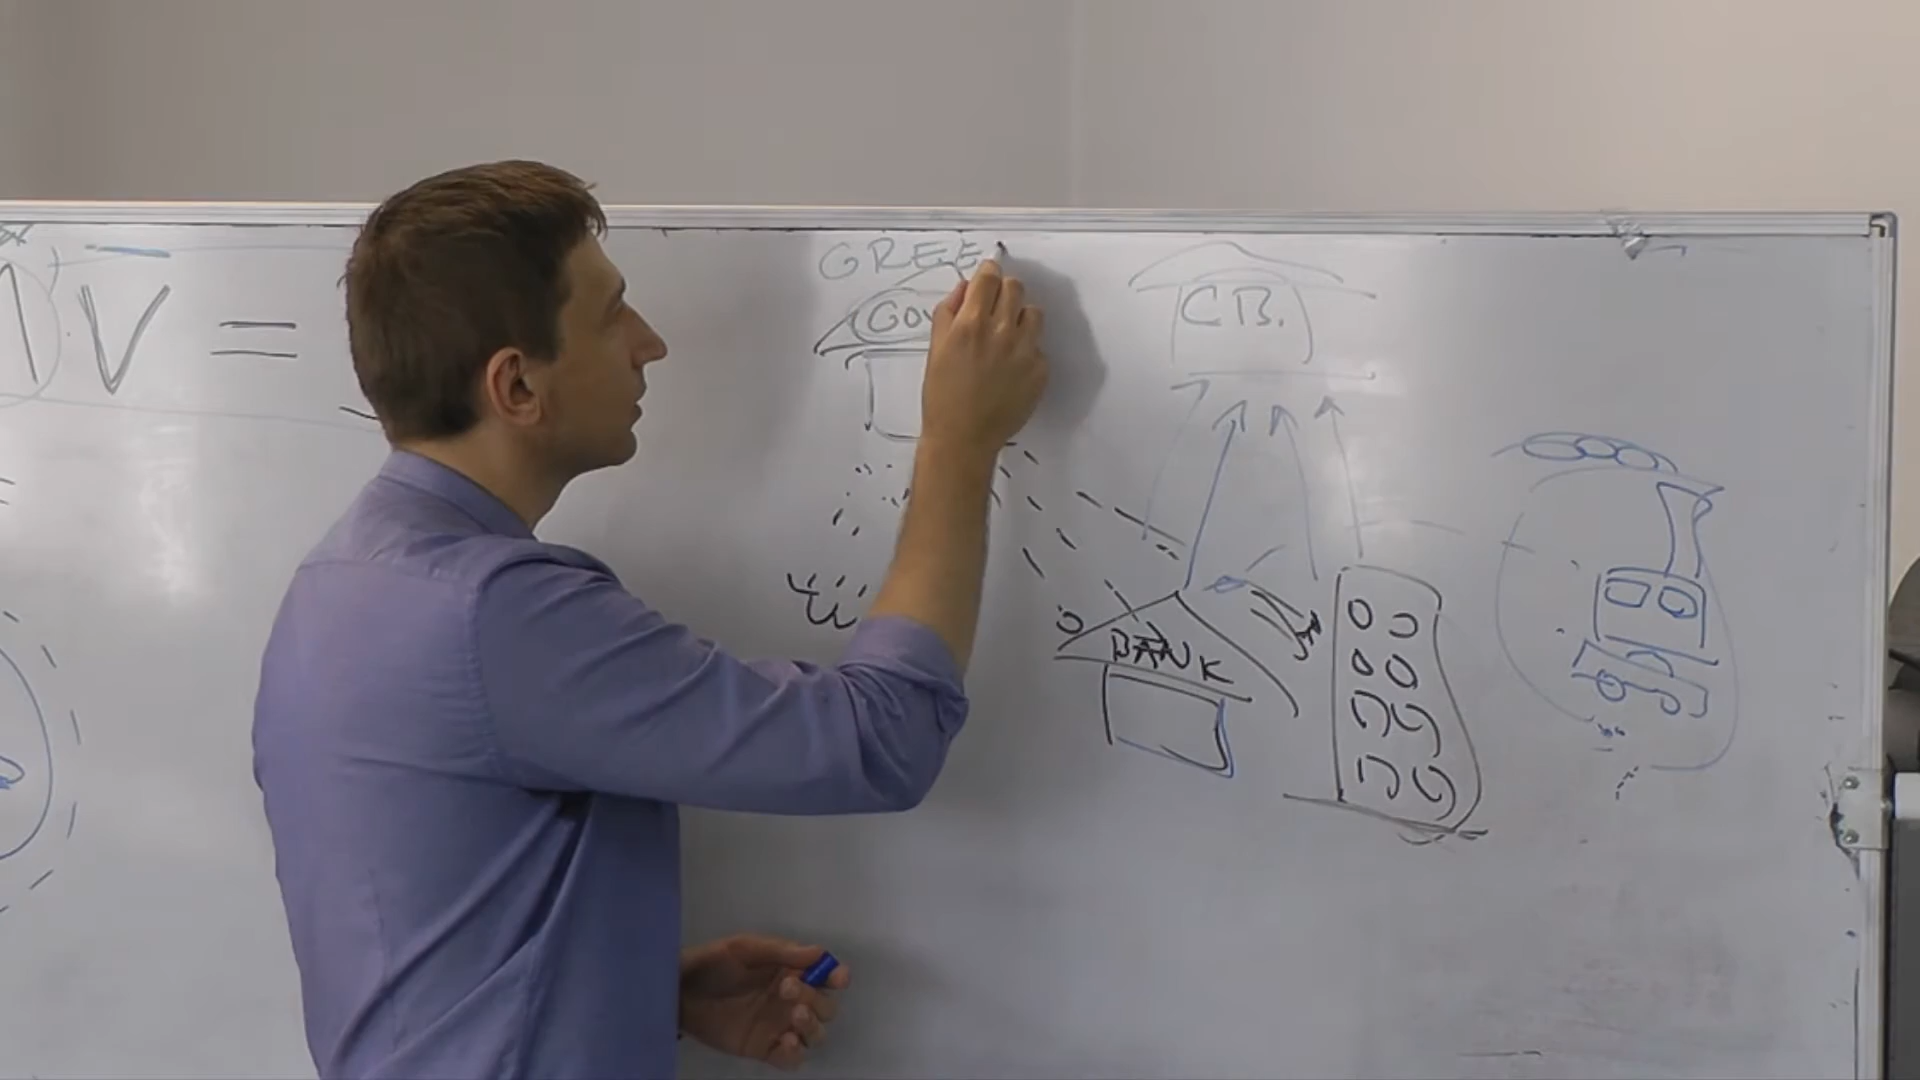 GREE
V =
GOV
C.B.
BANK